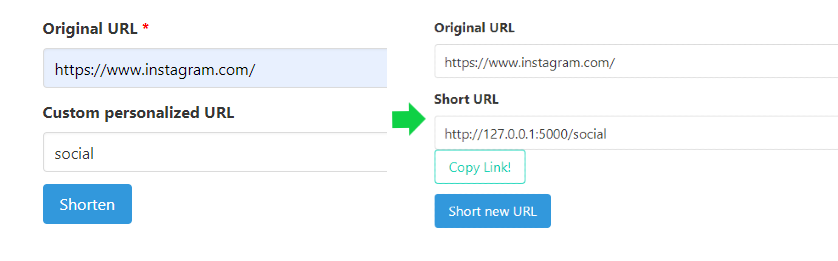 Original URL *
https://www.instagram.com/
Custom personalized URL
social
Shorten
Original URL
https://www.instagram.com/
Short URL
http://127.0.0.1:5000/social
Copy Link!
Short new URL